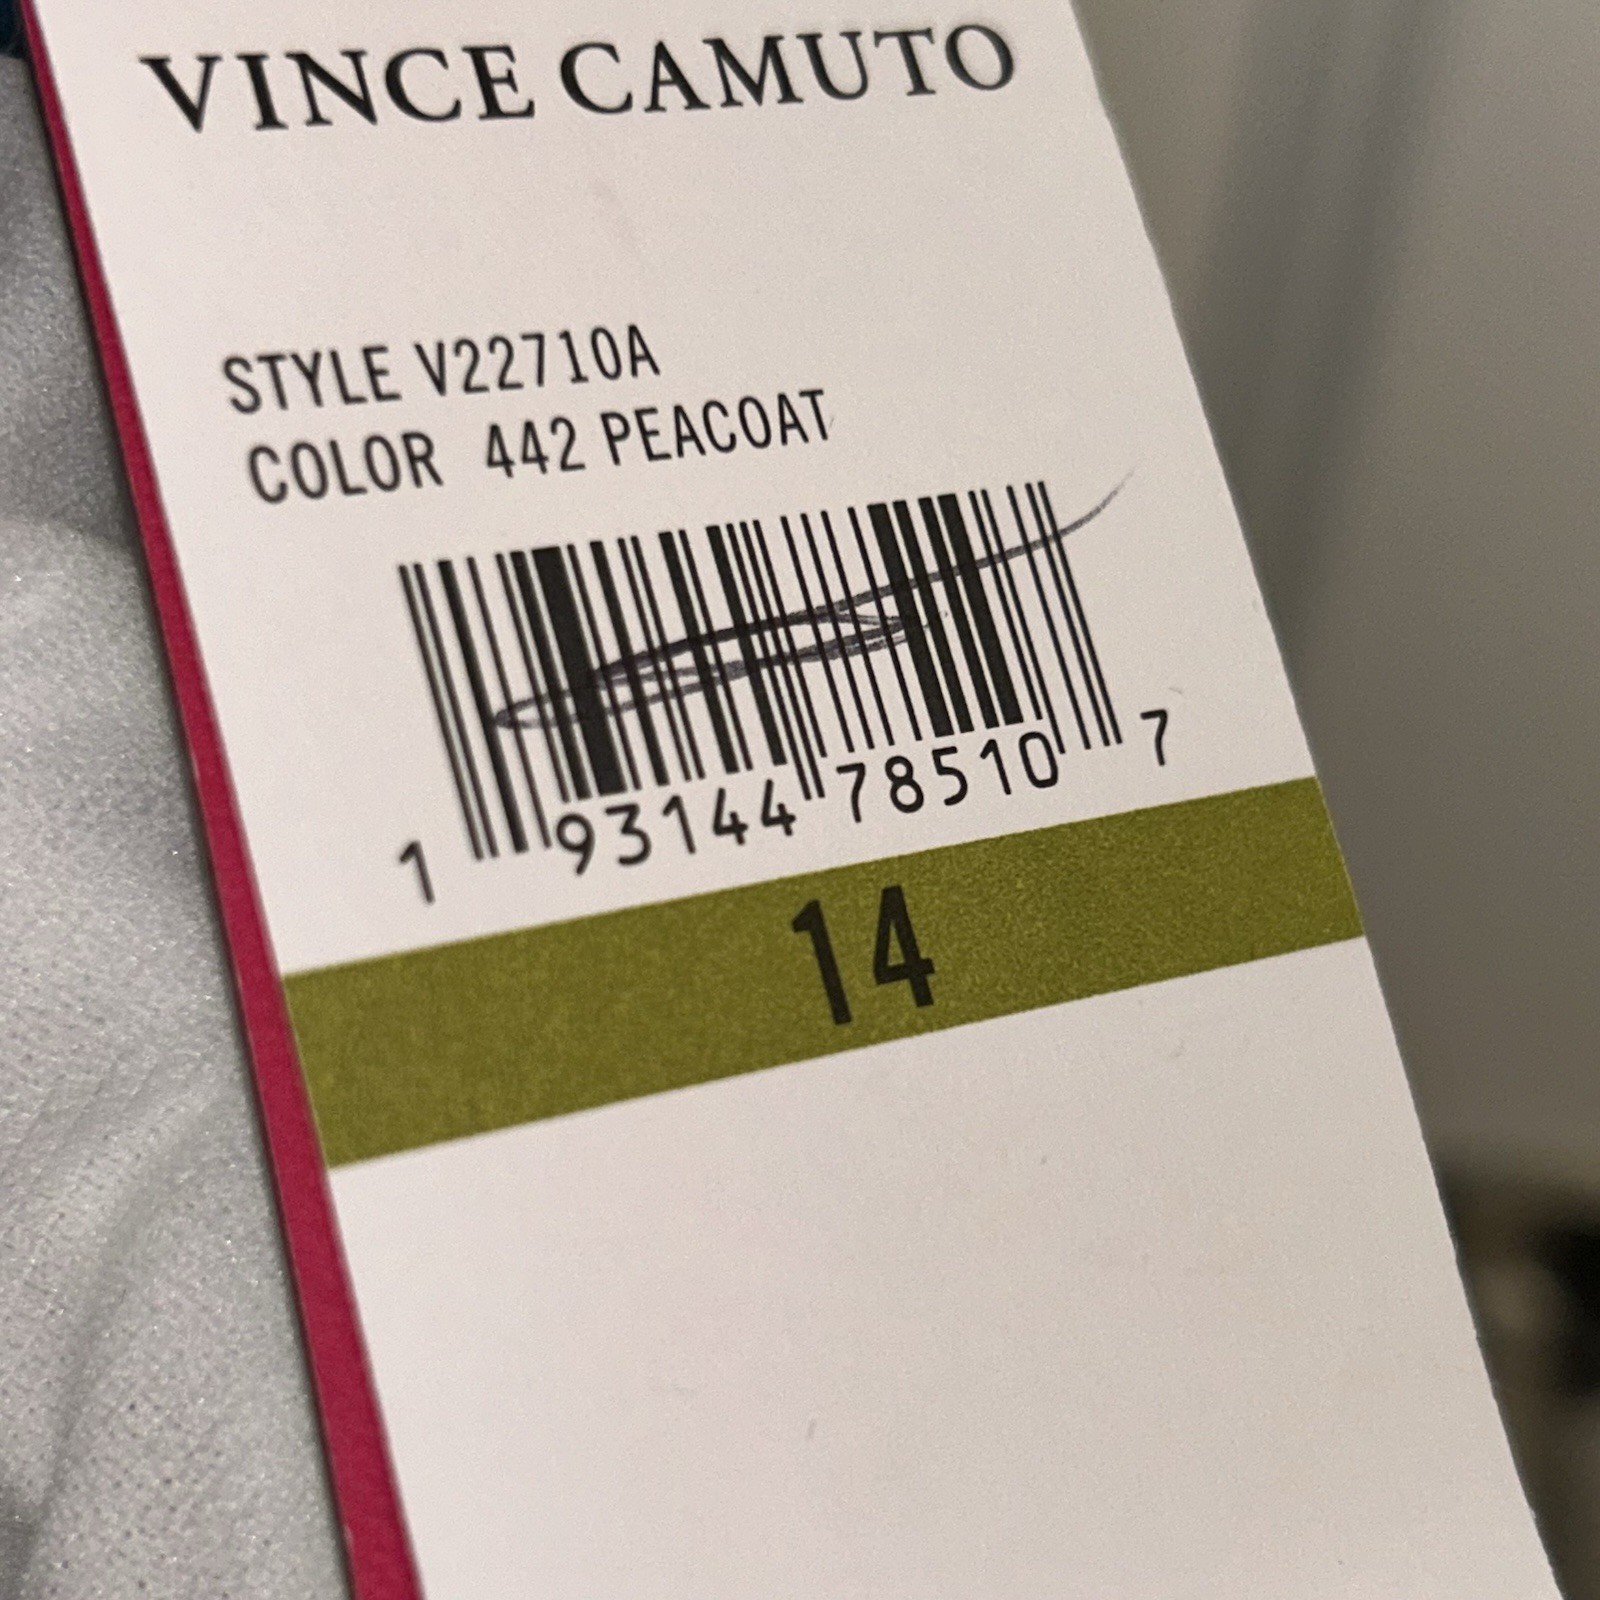 VINCE CAMUTO
STYLE V22710A
COLOR 442 PEACOAT
1 93144 78510 7
14